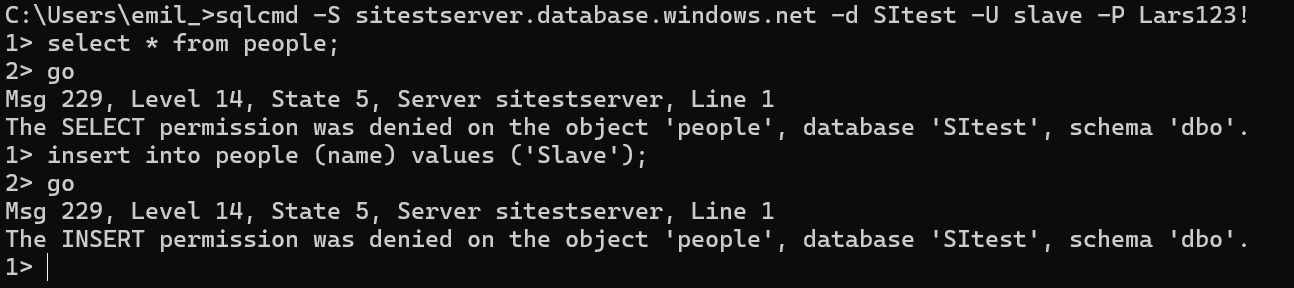 C:\Users\emil_>sqlcmd -S sitestserver.database.windows.net -d SItest -U slave -P Lars123!
1> select * from people;
2> go
Msg 229, Level 14, State 5, Server sitestserver, Line 1
The SELECT permission was denied on the object 'people', database 'SItest', schema 'dbo'.
1> insert into people (name) values ('Slave');
2> go
Msg 229, Level 14, State 5, Server sitestserver, Line 1
The INSERT permission was denied on the object 'people', database 'SItest', schema 'dbo'.
1>